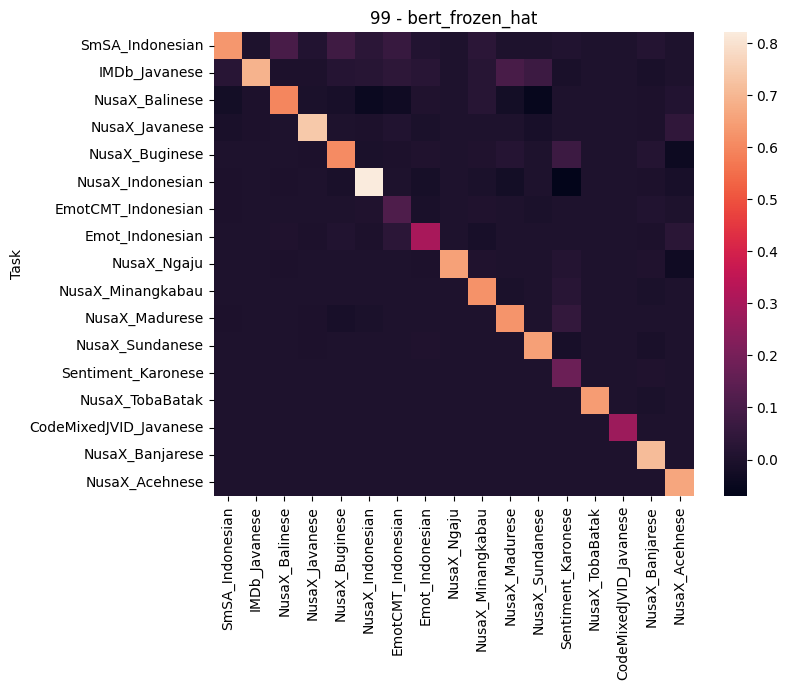 99 - bert_frozen_hat
Task
SmSA_Indonesian
IMDb_Javanese
NusaX_Balinese
NusaX_Javanese
NusaX_Buginese
NusaX_Indonesian
EmotCMT_Indonesian
Emot_Indonesian
NusaX_Ngaju
NusaX_Minangkabau
NusaX_Madurese
NusaX_Sundanese
Sentiment_Karonese
NusaX_TobaBatak
CodeMixedJVID_Javanese
NusaX_Banjarese
NusaX_Acehnese
SmSA_Indonesian
IMDb_Javanese
NusaX_Balinese
NusaX_Javanese
NusaX_Buginese
NusaX_Indonesian
EmotCMT_Indonesian
Emot_Indonesian
NusaX_Ngaju
NusaX_Minangkabau
NusaX_Madurese
NusaX_Sundanese
Sentiment_Karonese
NusaX_TobaBatak
CodeMixedJVID_Javanese
NusaX_Banjarese
NusaX_Acehnese
0.8
0.7
0.6
0.5
0.4
0.3
0.2
0.1
0.0